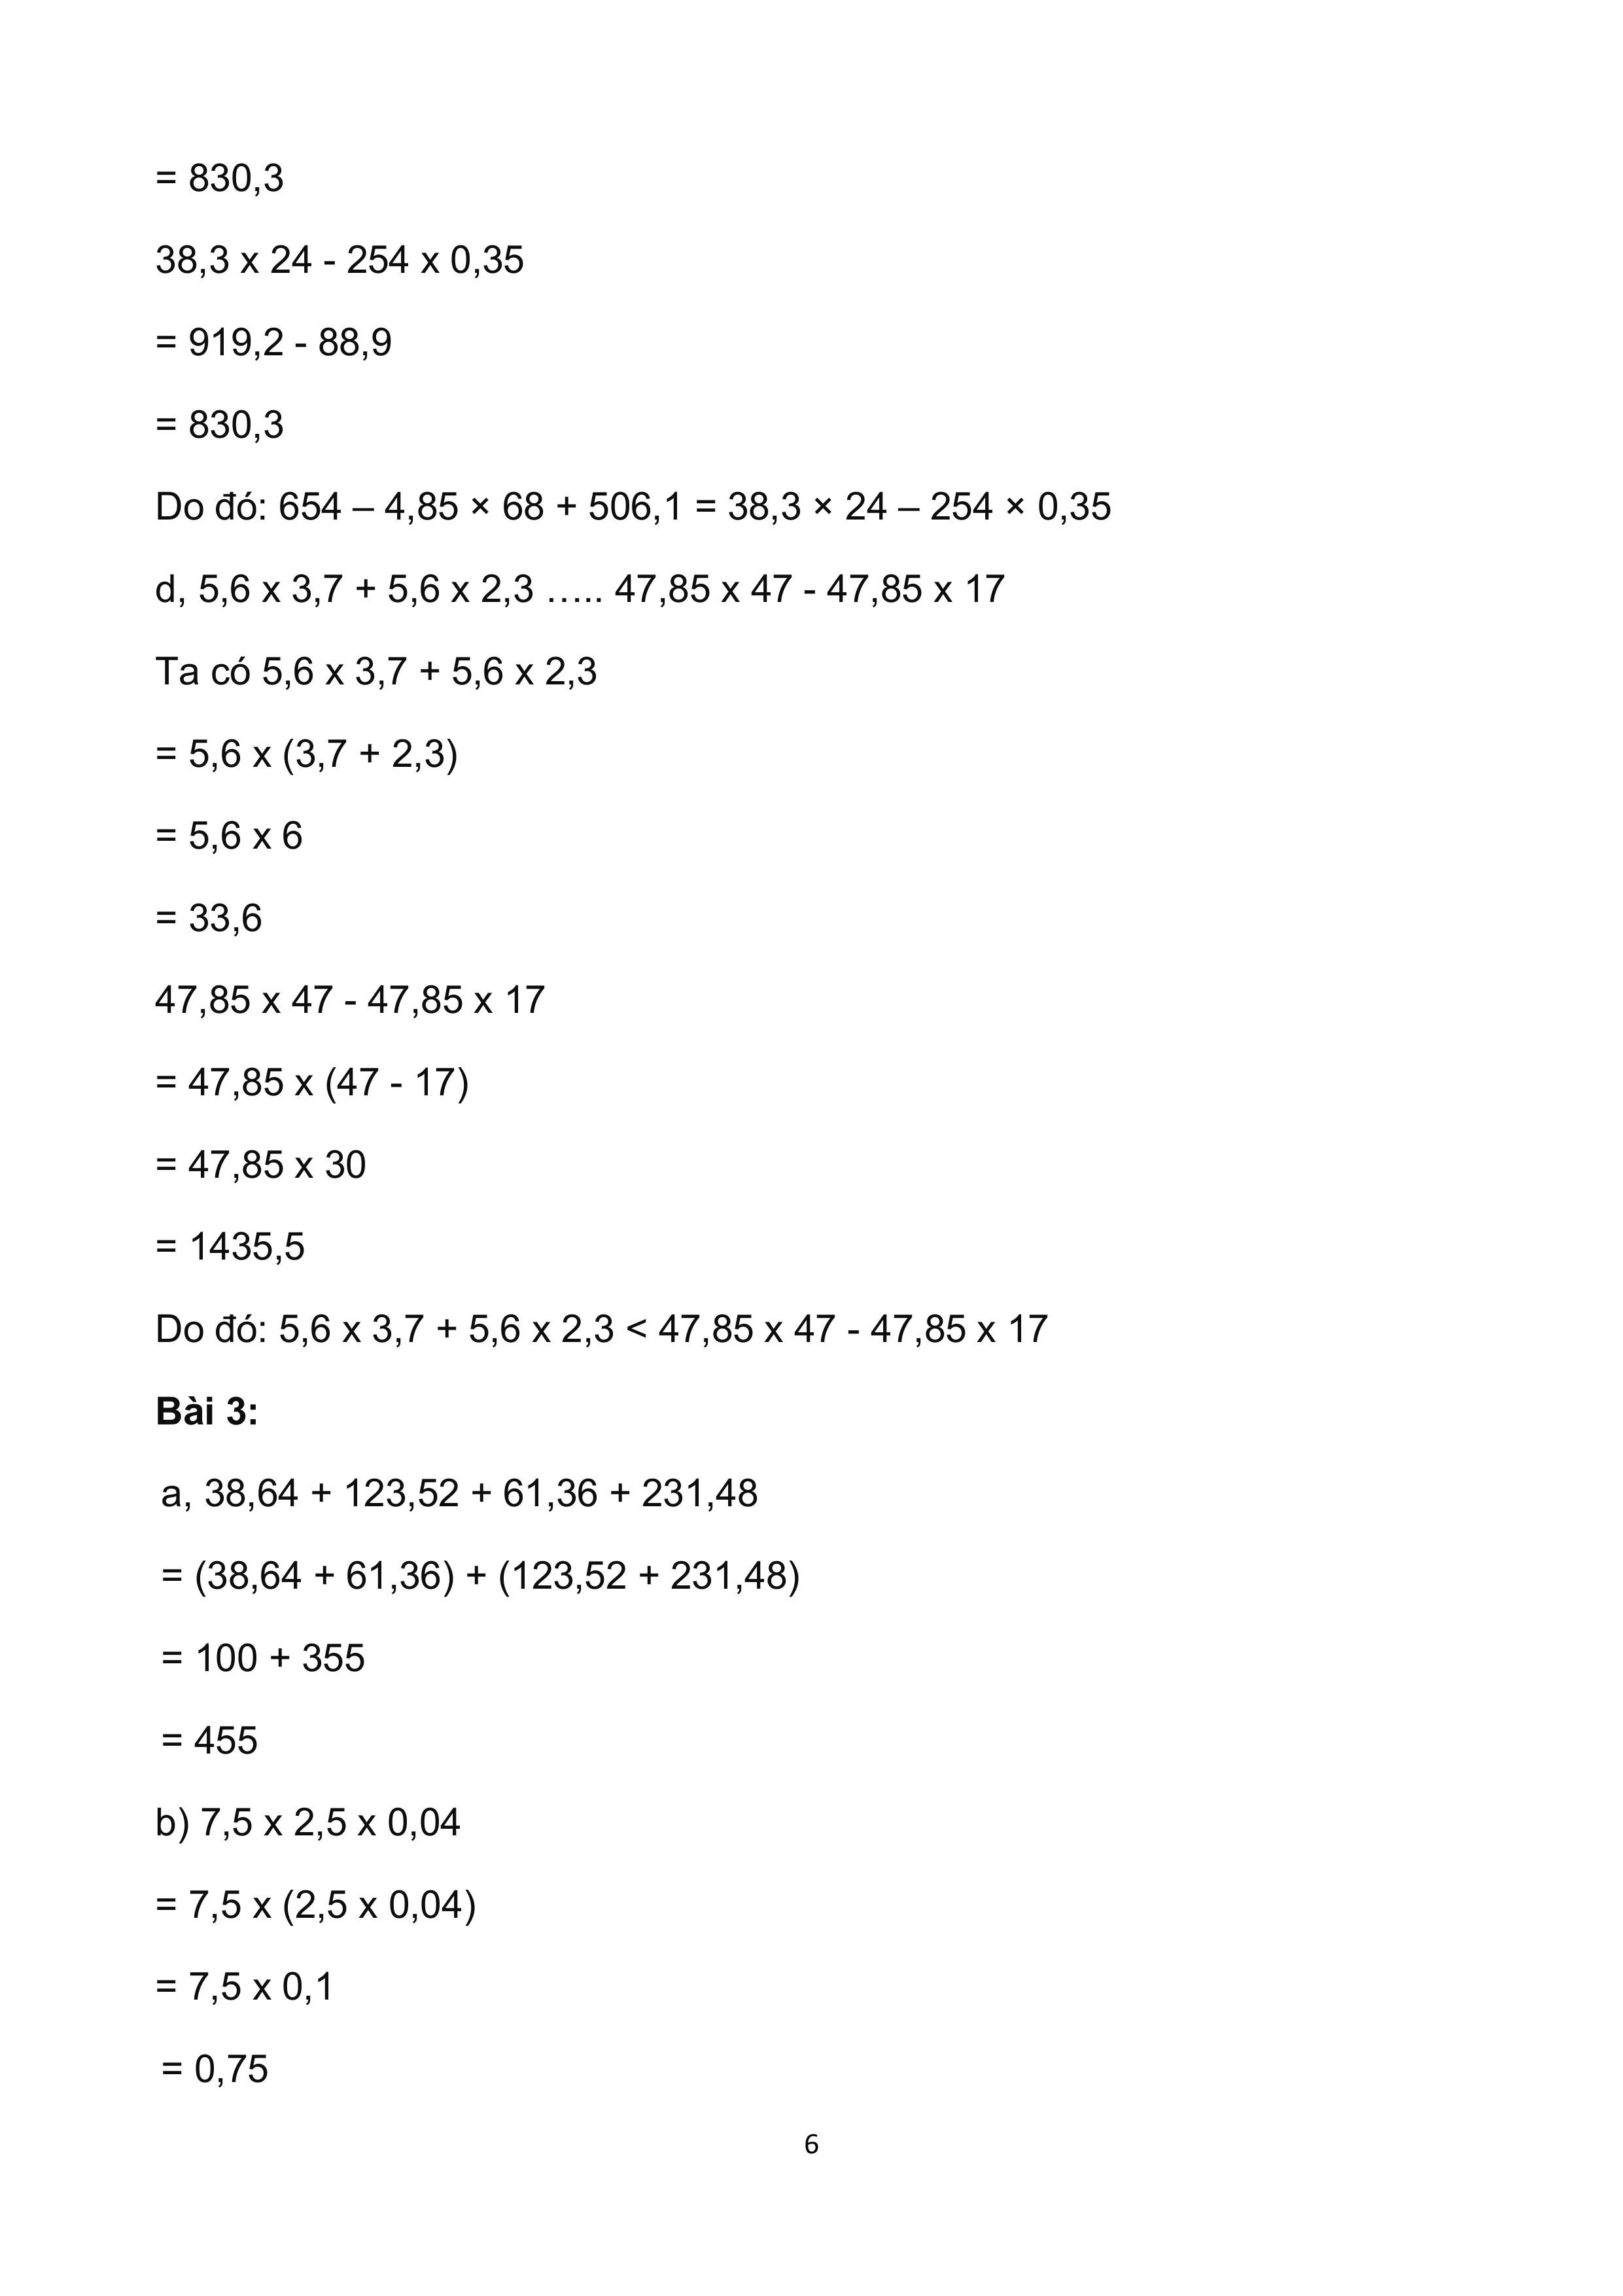 = 830,3
38,3 x 24 - 254 x 0,35
= 919,2 - 88,9
= 830,3
Do đó: 654 – 4,85 × 68 + 506,1 = 38,3 × 24 – 254 × 0,35
d, 5,6 x 3,7 + 5,6 x 2,3 ….. 47,85 x 47 - 47,85 x 17
Ta có 5,6 x 3,7 + 5,6 x 2,3
= 5,6 x (3,7 + 2,3)
= 5,6 x 6
= 33,6
47,85 x 47 - 47,85 x 17
= 47,85 x (47 - 17)
= 47,85 x 30
= 1435,5
Do đó: 5,6 x 3,7 + 5,6 x 2,3 < 47,85 x 47 - 47,85 x 17
Bài 3:
a, 38,64 + 123,52 + 61,36 + 231,48
= (38,64 + 61,36) + (123,52 + 231,48)
= 100 + 355
= 455
b) 7,5 x 2,5 x 0,04
= 7,5 x (2,5 x 0,04)
= 7,5 x 0,1
= 0,75
6